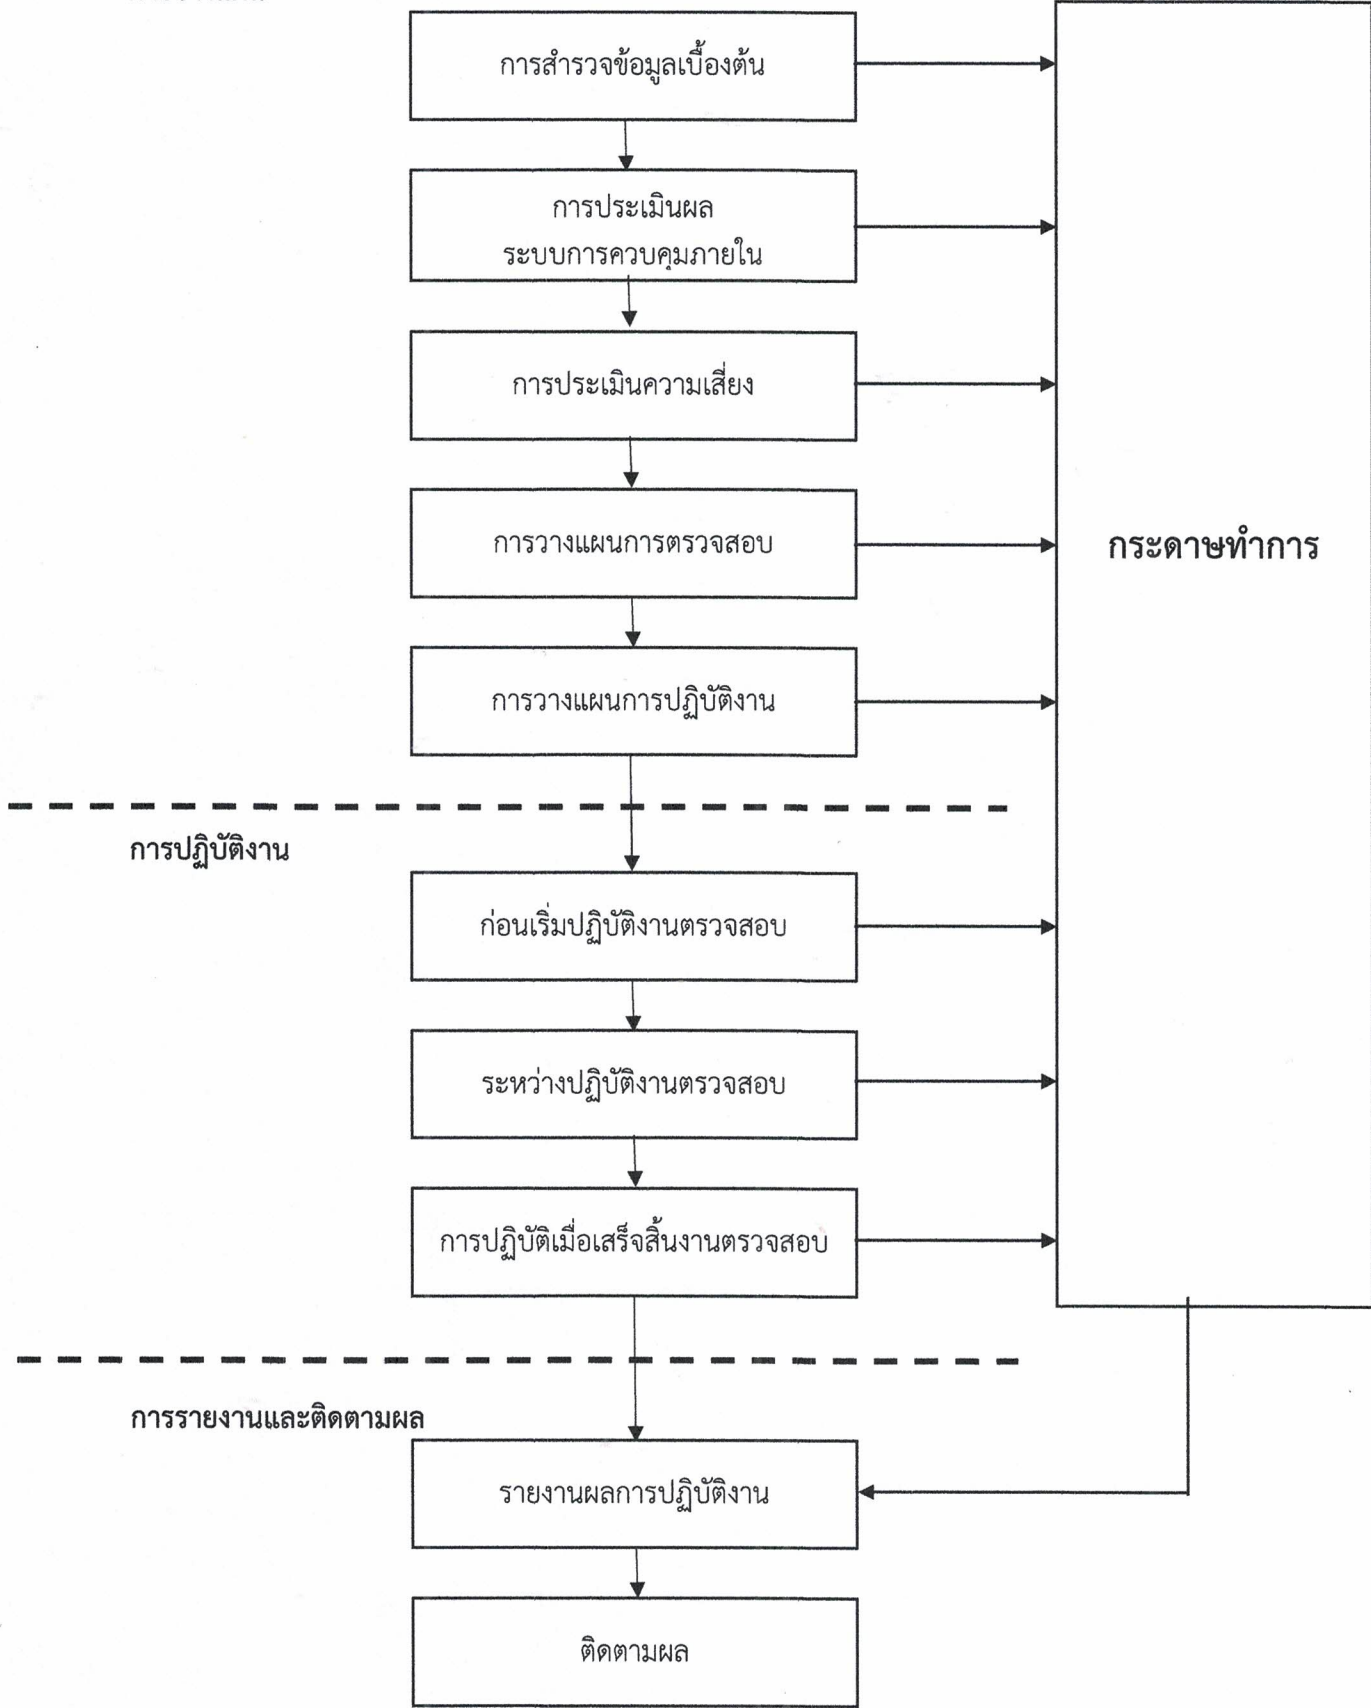 การสำรวจข้อมูลเบื้องต้น
การประเมินผล
ระบบการควบคุมภายใน
การประเมินความเสี่ยง
การวางแผนการตรวจสอบ
กระดาษทำการ
การวางแผนการปฏิบัติงาน
การปฏิบัติงาน
ก่อนเริ่มปฏิบัติงานตรวจสอบ
ระหว่างปฏิบัติงานตรวจสอบ
การปฏิบัติเมื่อเสร็จสิ้นงานตรวจสอบ
การรายงานและติดตามผล
รายงานผลการปฏิบัติงาน
ติดตามผล